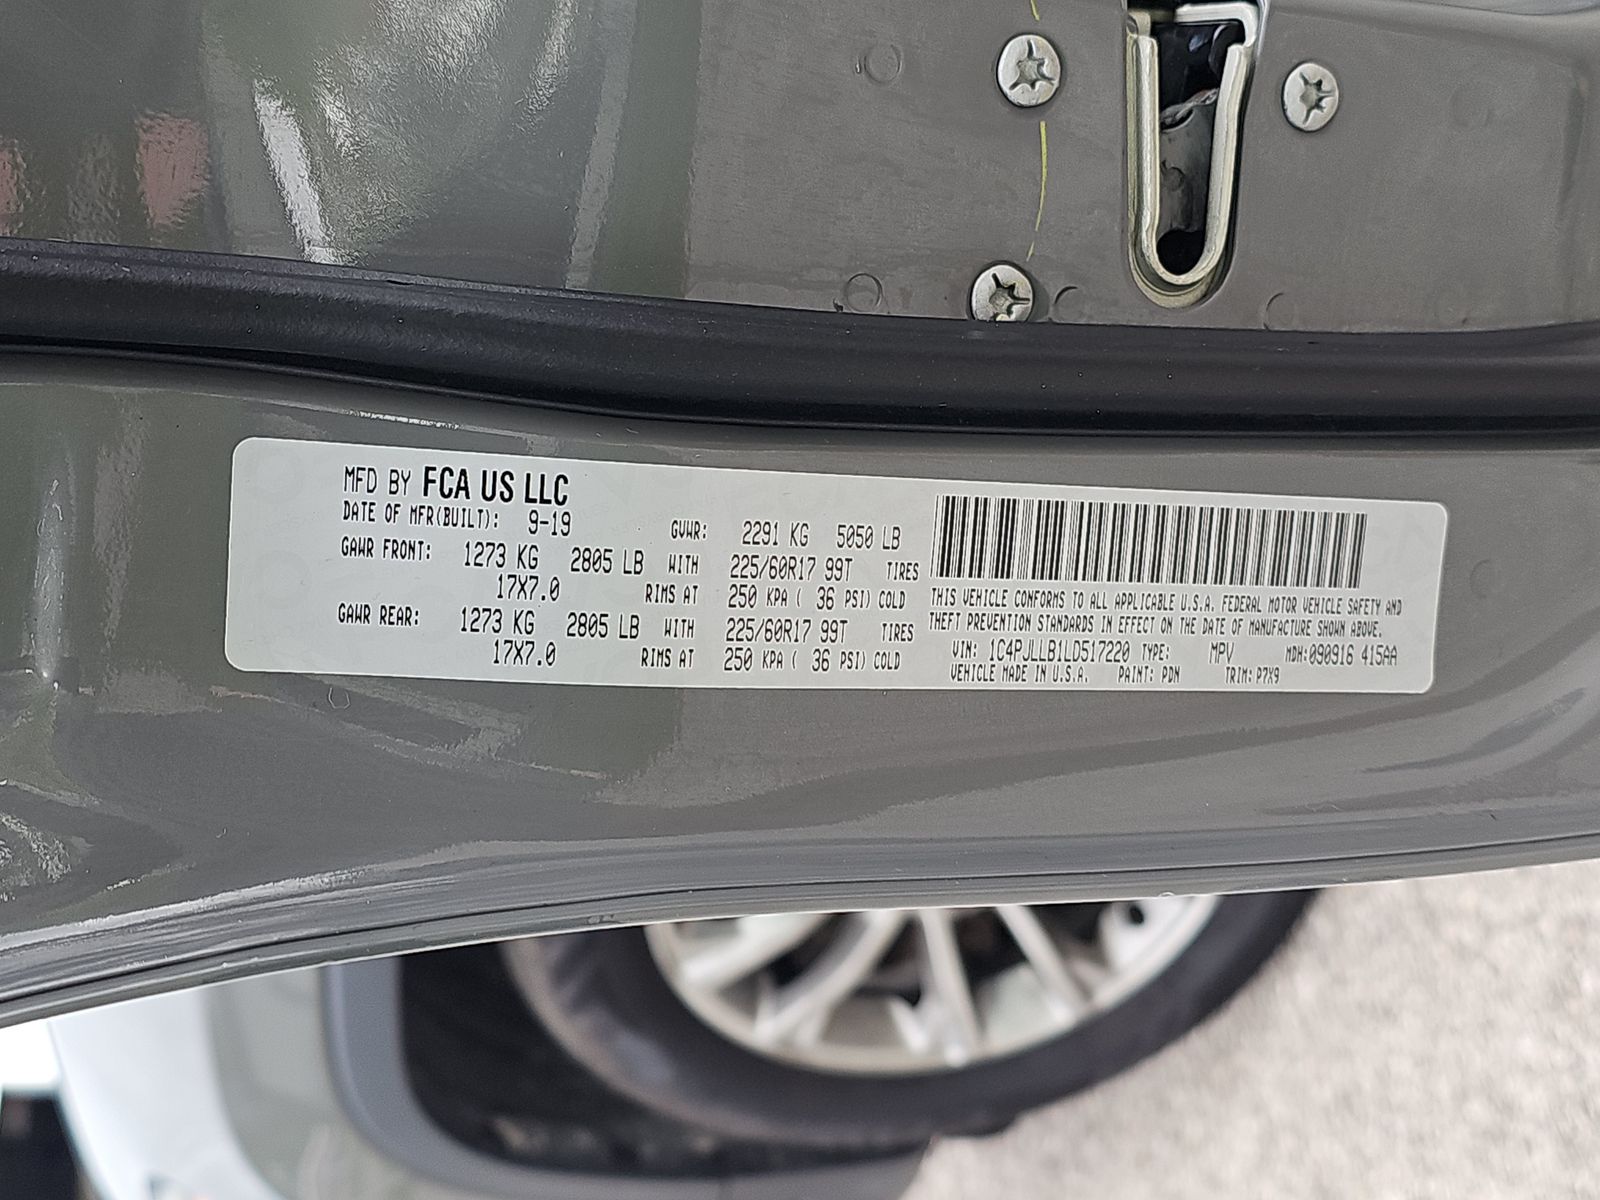 MFD BY FCA US LLC
DATE OF MFR(BUILT): 9-19 GVWR: 2291 KG 5050 LB
GAWR FRONT: 1273 KG 2805 LB WITH 225/60R17 99T TIRES
17X7.0 RIMS AT 250 KPA ( 36 PSI) COLD
GAWR REAR: 1273 KG 2805 LB WITH 225/60R17 99T TIRES
17X7.0 RIMS AT 250 KPA ( 36 PSI) COLD
THIS VEHICLE CONFORMS TO ALL APPLICABLE U.S.A. FEDERAL MOTOR VEHICLE SAFETY AND
THEFT PREVENTION STANDARDS IN EFFECT ON THE DATE OF MANUFACTURE SHOWN ABOVE.
VIN: 1C4PJLLB1LD517220 TYPE: MPV MDH:090916 415AA
VEHICLE MADE IN U.S.A. PAINT: PDN TRIM: P7X9